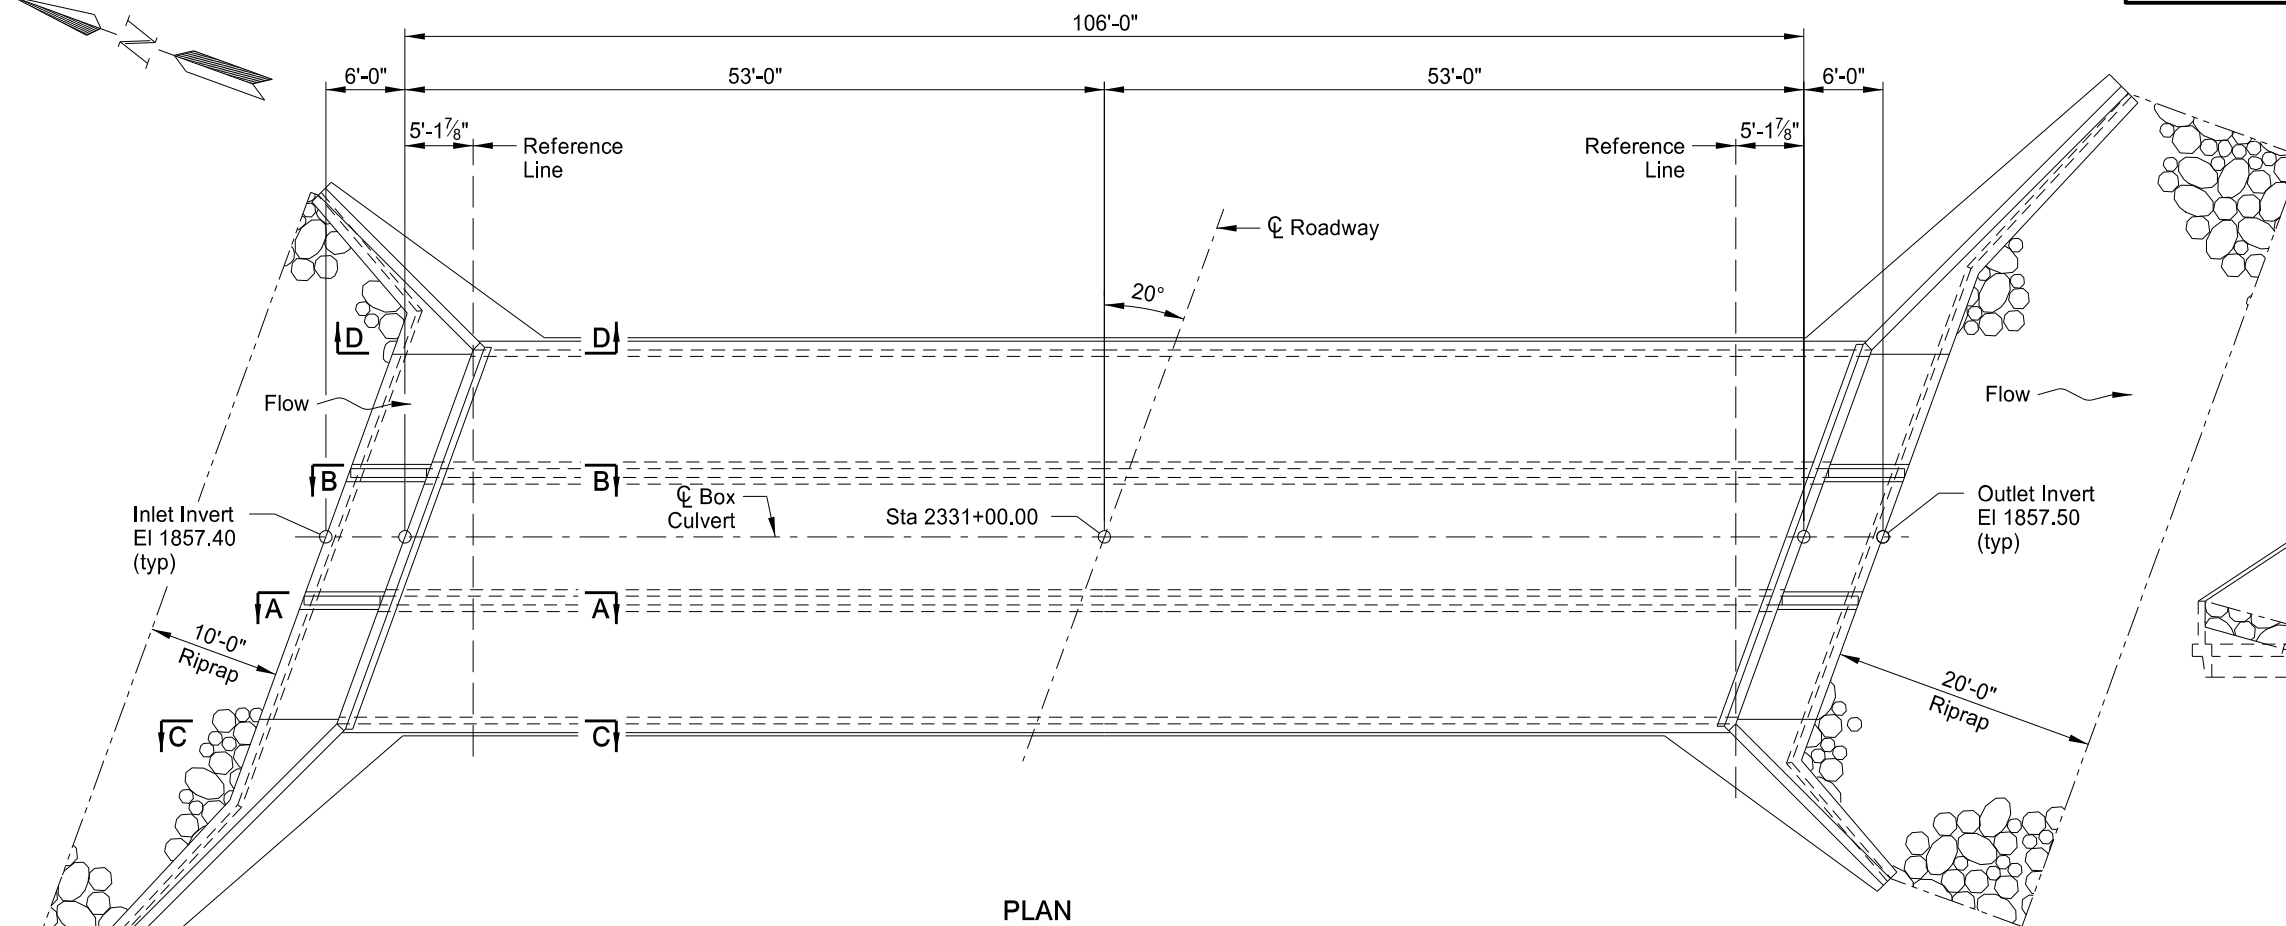 106'-0"
N
6'-0"
53'-0"
53'-0"
6'-0"
5'-1⅞"
Reference
Line
Reference
Line
5'-1⅞"
℄ Roadway
20°
D
D
Flow
Flow
B
B
℄ Box
Culvert
Sta 2331+00.00
Inlet Invert
El 1857.40
(typ)
Outlet Invert
El 1857.50
(typ)
A
A
10'-0"
Riprap
20'-0"
Riprap
C
C
PLAN